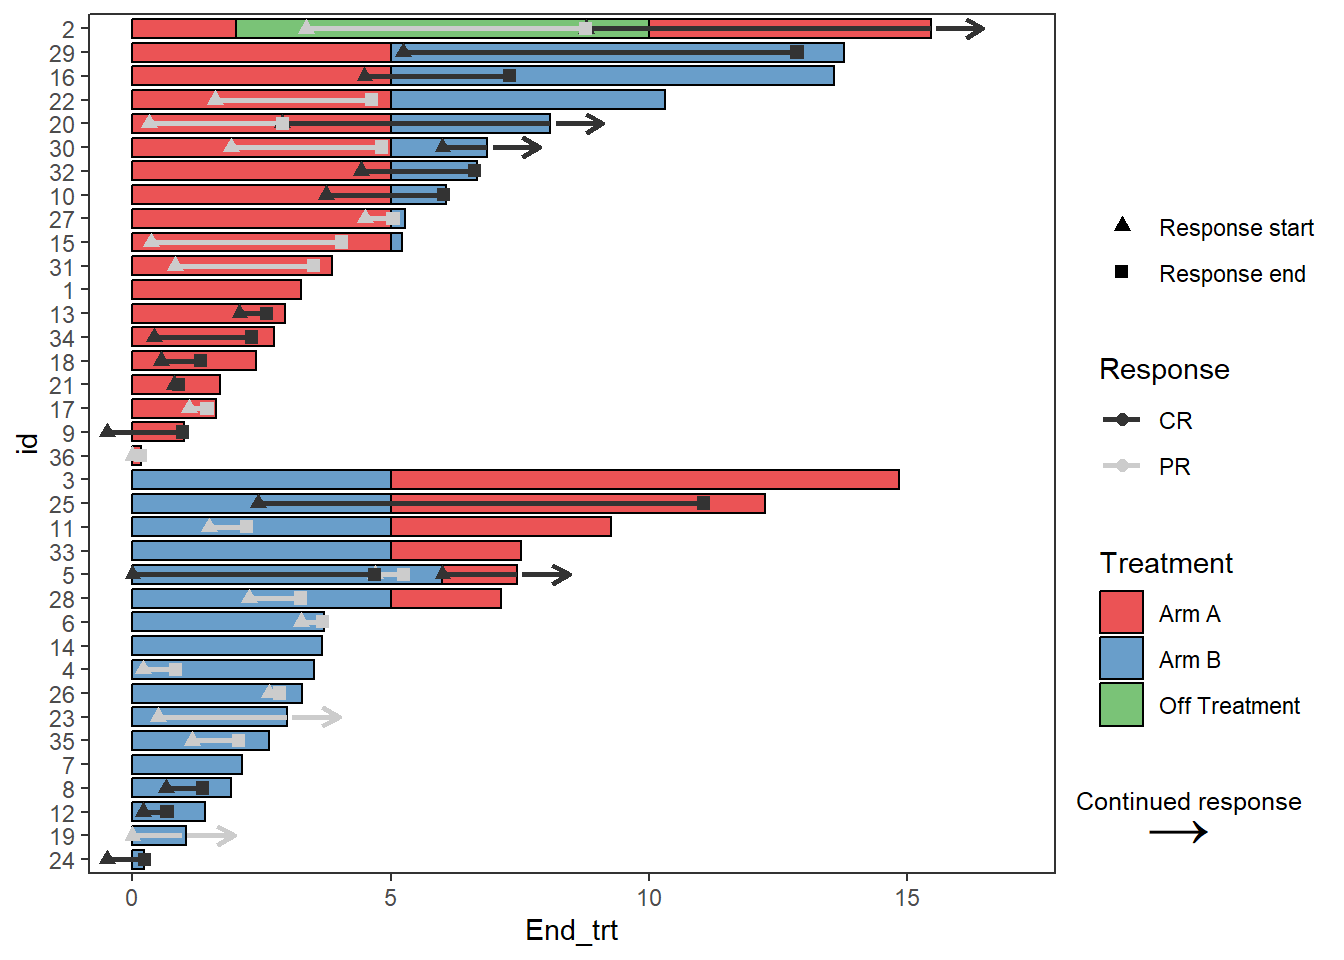 id
2
29
16
22
20
30
32
10
27
15
31
1
13
34
18
21
17
9
36
3
25
11
33
5
28
6
14
4
26
23
35
7
8
12
19
24
0 5 10 15
End_trt
Response start
Response end
Response
CR
PR
Treatment
Arm A
Arm B
Off Treatment
Continued response